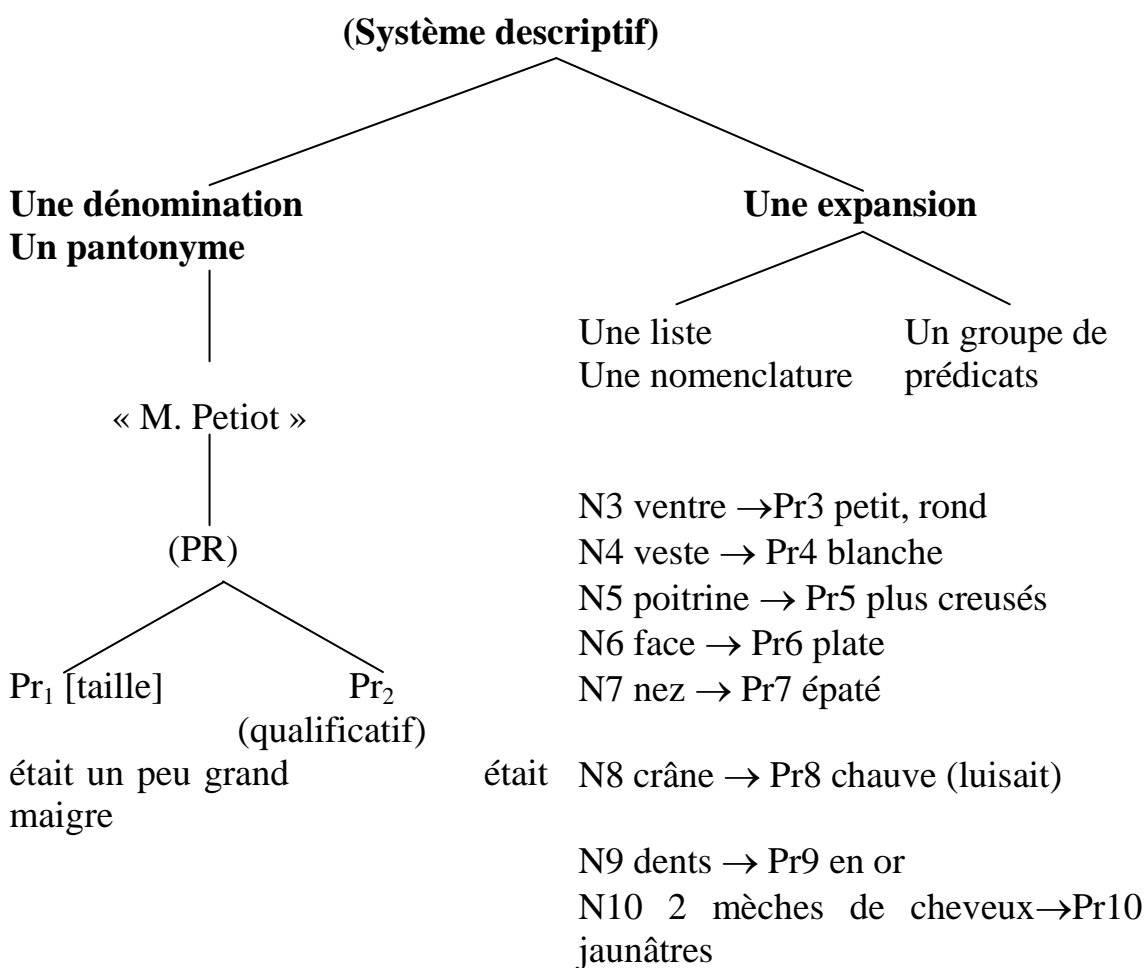 (Système descriptif)
Une dénomination
Un pantonyme
« M. Petiot »
(PR)
Pr₁ [taille] Pr₂
(qualificatif)
était un peu grand était
maigre
Une expansion
Une liste
Une nomenclature
Un groupe de
prédicats
N3 ventre →Pr3 petit, rond
N4 veste → Pr4 blanche
N5 poitrine → Pr5 plus creusés
N6 face → Pr6 plate
N7 nez → Pr7 épaté
N8 crâne → Pr8 chauve (luisait)
N9 dents → Pr9 en or
N10 2 mèches de cheveux→Pr10
jaunâtres